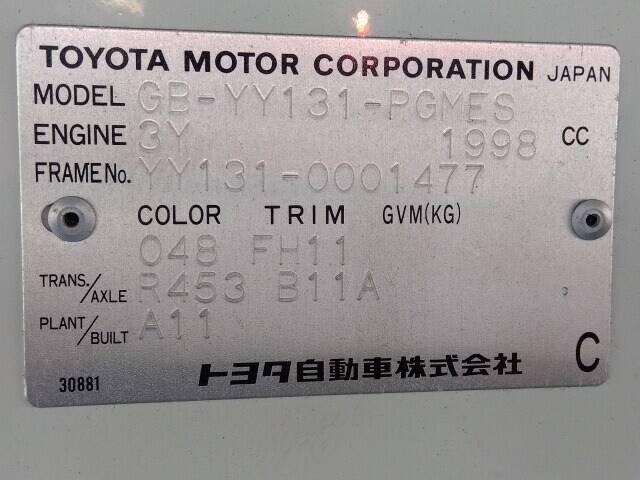 TOYOTA MOTOR CORPORATION JAPAN
MODEL GB-YY131-PGMES
ENGINE 3Y 1998 CC
FRAME No. YY131-0001477
COLOR TRIM GVM(KG)
048 FH11
TRANS./AXLE R453 B11A
PLANT/BUILT A11
30881 トヨタ自動車株式会社 C